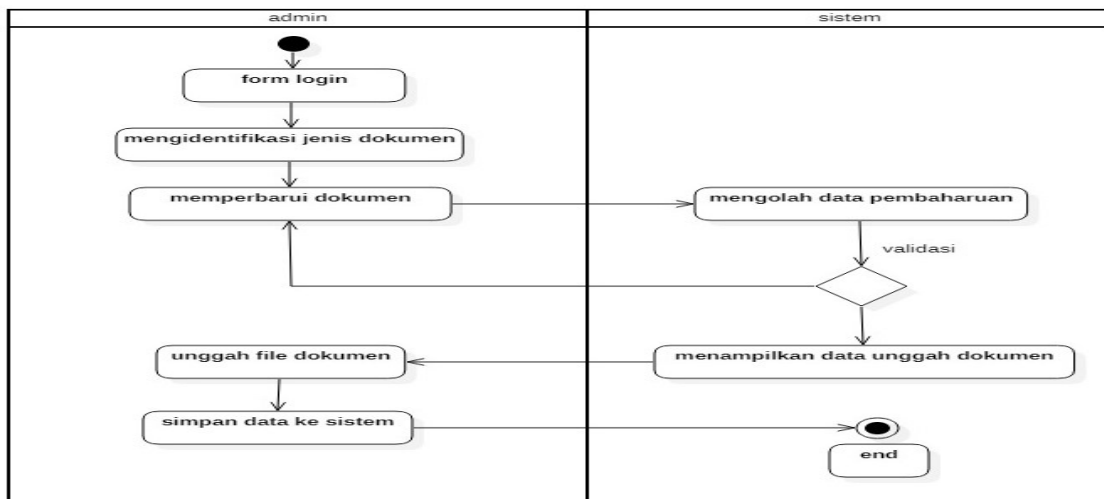 admin
sistem
form login
mengidentifikasi jenis dokumen
memperbarui dokumen
mengolah data pembaharuan
validasi
unggah file dokumen
menampilkan data unggah dokumen
simpan data ke sistem
end